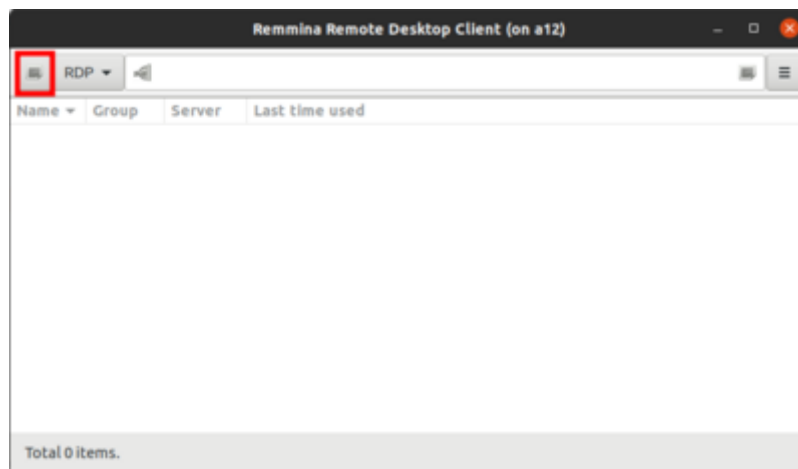 Remmina Remote Desktop Client (on a12)
RDP
Name Group Server Last time used
Total 0 items.